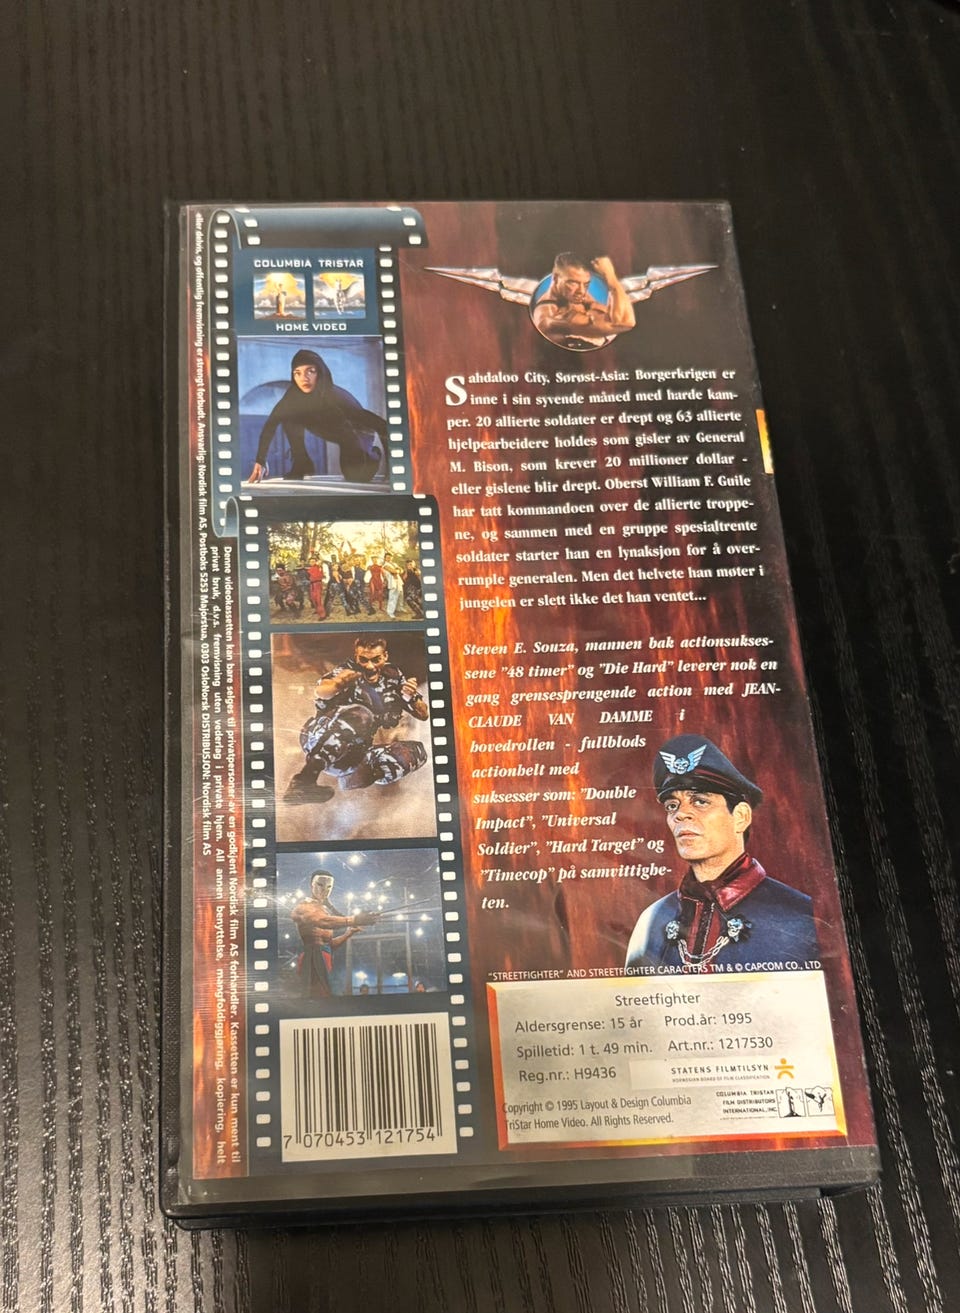 COLUMBIA TRISTAR
HOME VIDEO
Sahdaloo City, Sørøst-Asia: Borgerkrigen er
inne i sin syvende måned med harde kam-
per. 20 allierte soldater er drept og 63 allierte
hjelpearbeidere holdes som gisler av General
M. Bison, som krever 20 millioner dollar -
eller gislene blir drept. Oberst William F. Guile
har tatt kommandoen over de allierte troppe-
ne, og sammen med en gruppe spesialtrente
soldater starter han en lynaksjon for å over-
rumple generalen. Men det helvete han møter i
jungelen er slett ikke det han ventet...
Steven E. Souza, mannen bak actionsukses-
sene "48 timer" og "Die Hard" leverer nok en
gang grensesprengende action med JEAN-
CLAUDE VAN DAMME i
hovedrollen - fullblods
actionhelt med
suksesser som: "Double
Impact", "Universal
Soldier", "Hard Target" og
"Timecop" på samvittighe-
ten.
"STREETFIGHTER" AND STREETFIGHTER CARACTERS TM & © CAPCOM CO., LTD
Streetfighter
Aldersgrense: 15 år Prod.år: 1995
Spilletid: 1 t. 49 min. Art.nr.: 1217530
Reg.nr.: H9436
STATENS FILMTILSYN
NORWEGIAN BOARD OF FILM CLASSIFICATION
Copyright © 1995 Layout & Design Columbia
TriStar Home Video. All Rights Reserved.
COLUMBIA TRISTAR
FILM DISTRIBUTORS
INTERNATIONAL, INC.
7 070453 121754
Denne videokassetten kan bare selges til privatpersoner av en godkjent Nordisk film AS forhandler. Kassetten er kun ment til
privat bruk, d.v.s. fremvisning uten vederlag i private hjem. All annen benyttelse, mangfoldiggjøring, kopiering, helt
eller delvis, og offentlig fremvisning er strengt forbudt. Ansvarlig: Nordisk film AS, Postboks 5253 Majorstua, 0303 OsloNorsk DISTRIBUSJON: Nordisk film AS